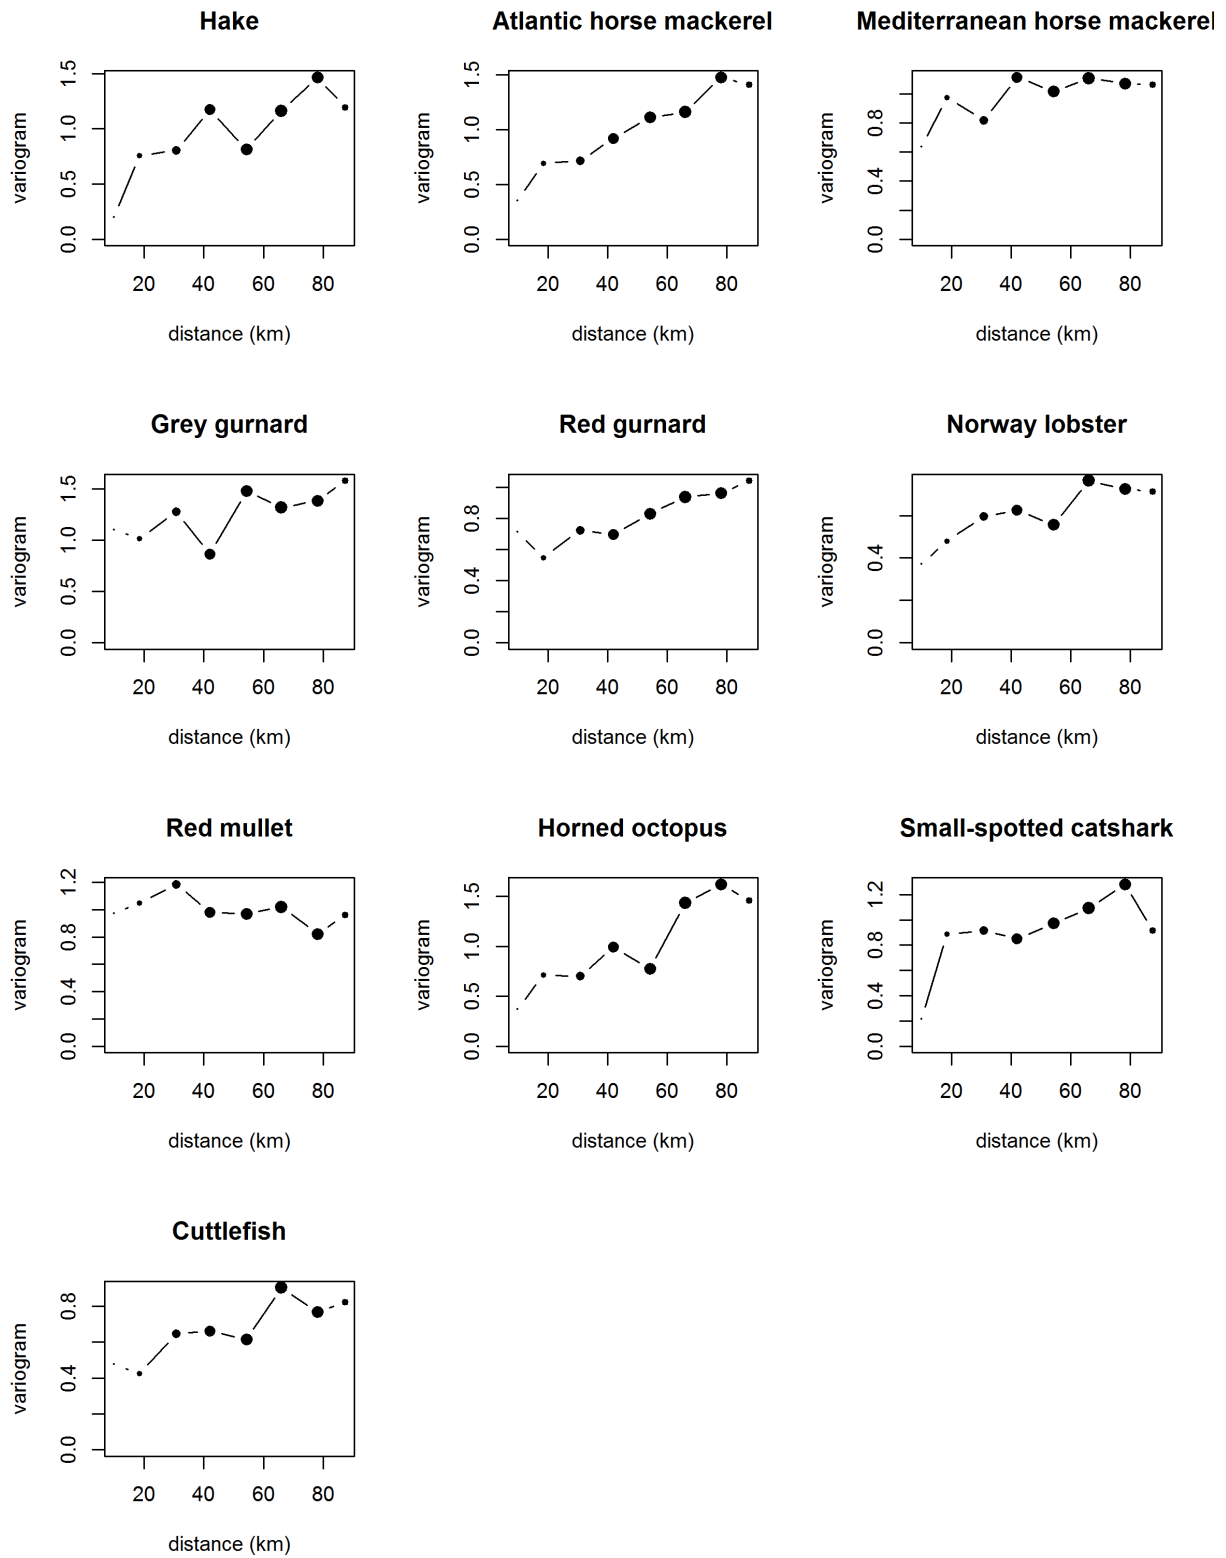 Hake
variogram
0.0 0.5 1.0 1.5
20 40 60 80
distance (km)
Atlantic horse mackerel
variogram
0.0 0.5 1.0 1.5
20 40 60 80
distance (km)
Mediterranean horse mackerel
variogram
0.0 0.4 0.8
20 40 60 80
distance (km)
Grey gurnard
variogram
0.0 0.5 1.0 1.5
20 40 60 80
distance (km)
Red gurnard
variogram
0.0 0.4 0.8
20 40 60 80
distance (km)
Norway lobster
variogram
0.0 0.4
20 40 60 80
distance (km)
Red mullet
variogram
0.0 0.4 0.8 1.2
20 40 60 80
distance (km)
Horned octopus
variogram
0.0 0.5 1.0 1.5
20 40 60 80
distance (km)
Small-spotted catshark
variogram
0.0 0.4 0.8 1.2
20 40 60 80
distance (km)
Cuttlefish
variogram
0.0 0.4 0.8
20 40 60 80
distance (km)